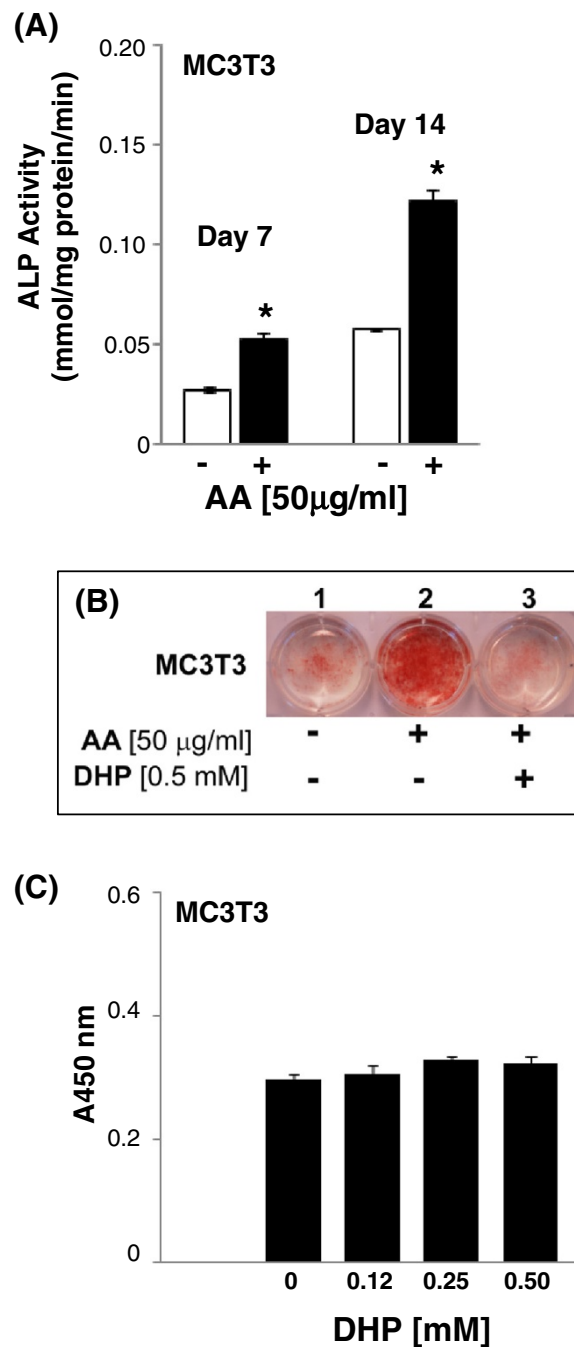 (A)
MC3T3
0.20
0.15
0.10
0.05
0
ALP Activity
(mmol/mg protein/min)
Day 7
Day 14
*
*
- + - +
AA [50μg/ml]
(B)
1 2 3
MC3T3
AA [50 μg/ml] - + +
DHP [0.5 mM] - - +
(C)
MC3T3
0.6
0.4
0.2
0
A450 nm
0 0.12 0.25 0.50
DHP [mM]